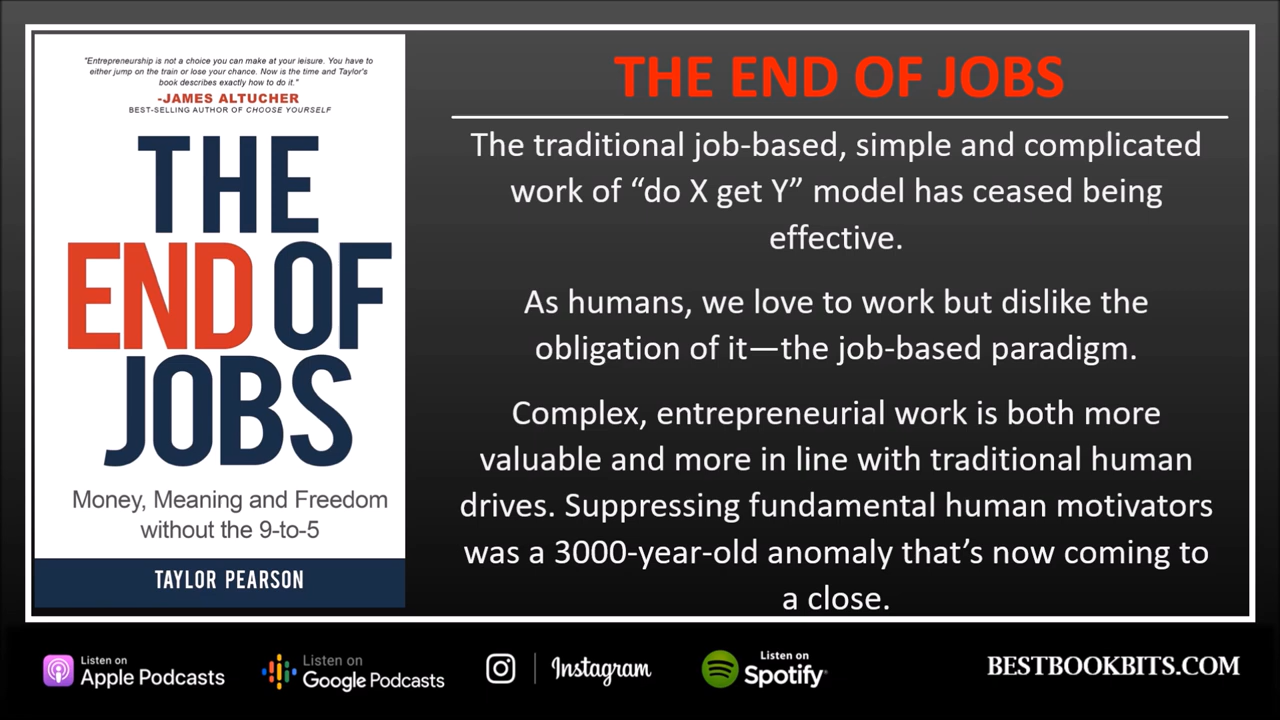 "Entrepreneurship is not a choice you can make at your leisure. You have to
either jump on the train or lose your chance. Now is the time and Taylor's
book describes exactly how to do it."
-JAMES ALTUCHER
BEST-SELLING AUTHOR OF CHOOSE YOURSELF
THE
END OF
JOBS
Money, Meaning and Freedom
without the 9-to-5
TAYLOR PEARSON
THE END OF JOBS
The traditional job-based, simple and complicated
work of “do X get Y” model has ceased being
effective.
As humans, we love to work but dislike the
obligation of it—the job-based paradigm.
Complex, entrepreneurial work is both more
valuable and more in line with traditional human
drives. Suppressing fundamental human motivators
was a 3000-year-old anomaly that’s now coming to
a close.
Listen on
Apple Podcasts
Listen on
Google Podcasts
Instagram
Listen on
Spotify
BESTBOOKBITS.COM